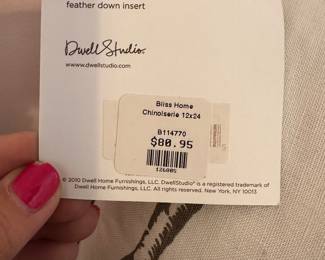 feather down insert
DwellStudio.
www.dwellstudio.com
Bliss Home
Chinoiserie 12x24
B114770
$80.95
126005
© 2010 Dwell Home Furnishings, LLC. DwellStudio® is a registered trademark of
Dwell Home Furnishings, LLC. All rights reserved. New York, NY 10013